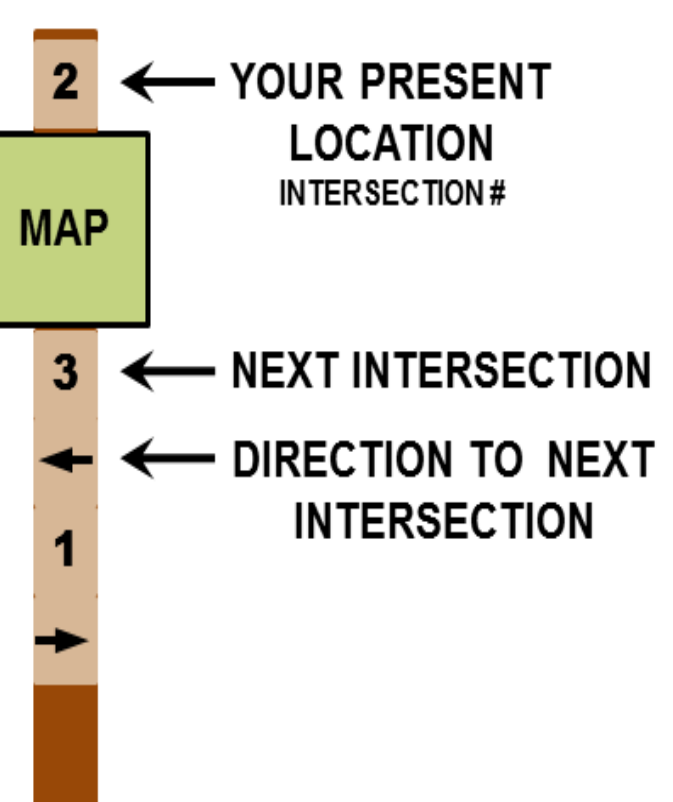 2
YOUR PRESENT
LOCATION
INTERSECTION #
MAP
3
NEXT INTERSECTION
DIRECTION TO NEXT
INTERSECTION
1